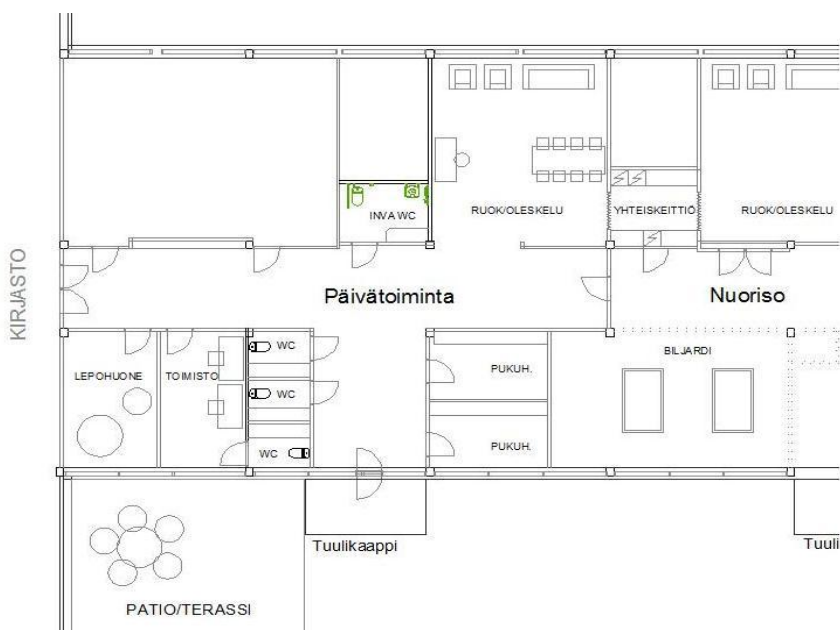 RUOK/OLESKELU
YHTEISKEITTIÖ
RUOK/OLESKELU
INVA WC
KIRJASTO
Päivätoiminta
Nuoriso
WC
BILJARDI
LEPOHUONE
TOIMISTO
PUKUH.
WC
WC
PUKUH.
Tuulikaappi
Tuuli
PATIO/TERASSI